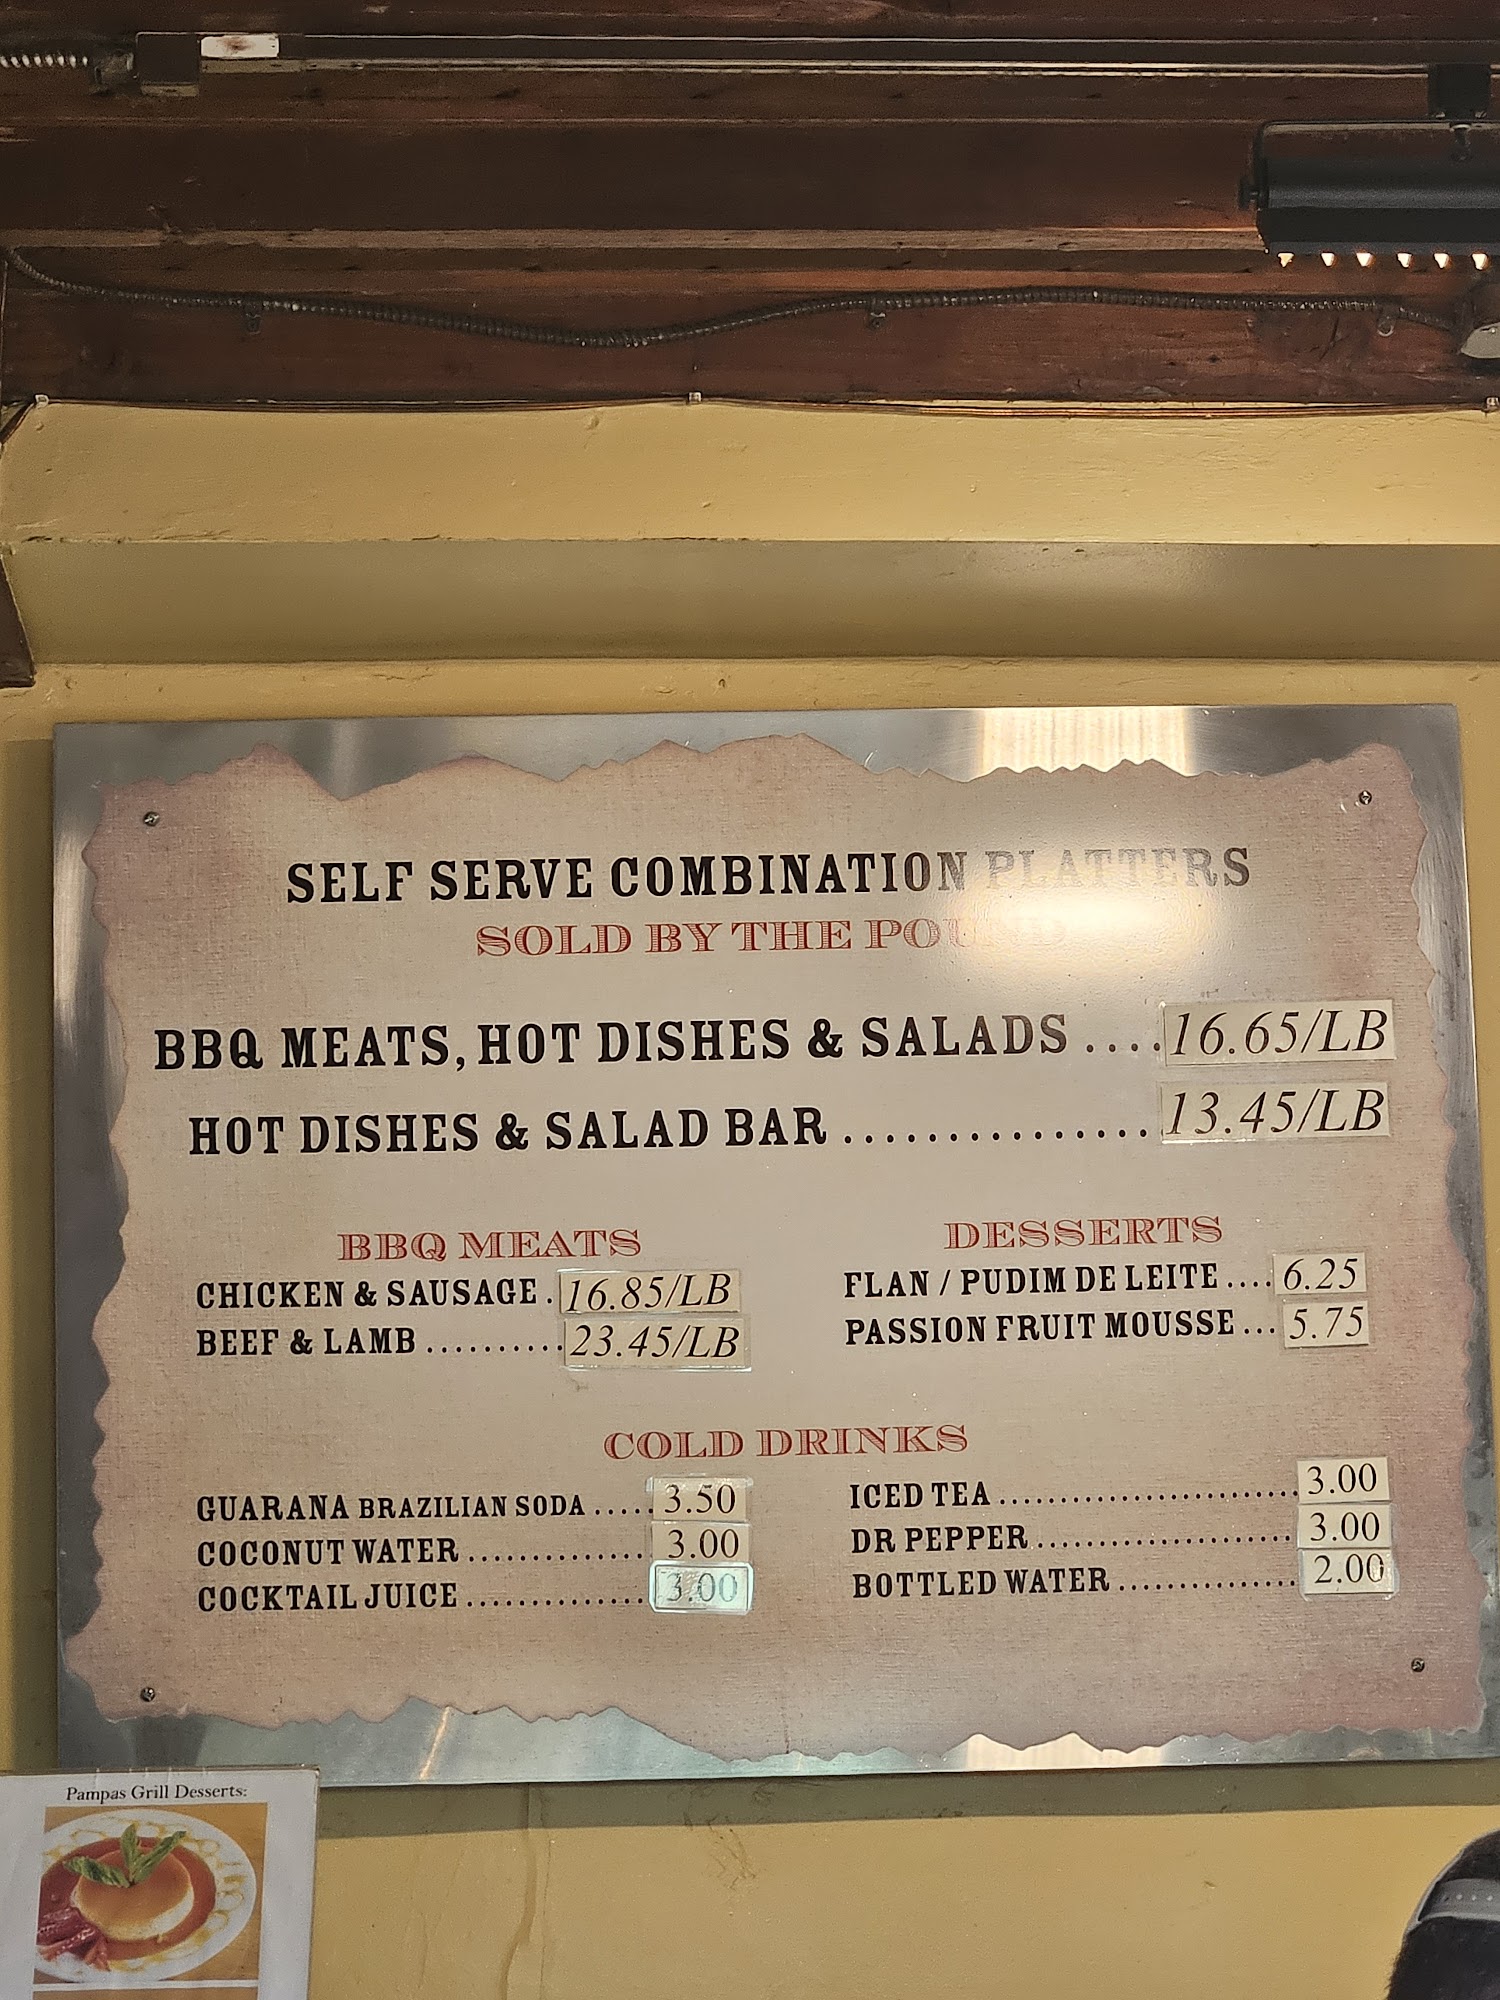 SELF SERVE COMBINATION PLATTERS
SOLD BY THE POUND
BBQ MEATS, HOT DISHES & SALADS ....16.65/LB
HOT DISHES & SALAD BAR...............13.45/LB
BBQ MEATS
CHICKEN & SAUSAGE.16.85/LB
BEEF & LAMB..........23.45/LB
DESSERTS
FLAN / PUDIM DE LEITE....6.25
PASSION FRUIT MOUSSE...5.75
COLD DRINKS
GUARANA BRAZILIAN SODA.....3.50
COCONUT WATER..............3.00
COCKTAIL JUICE..............3.00
ICED TEA.........................3.00
DR PEPPER......................3.00
BOTTLED WATER...............2.00
Pampas Grill Desserts: